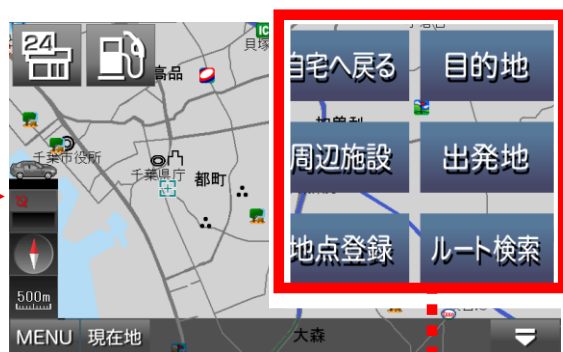 24
IC
貝塚
高品
自宅へ戻る
目的地
千葉市役所
千葉県庁
都町
周辺施設
出発地
地点登録
ルート検索
500m
MENU
現在地
大森